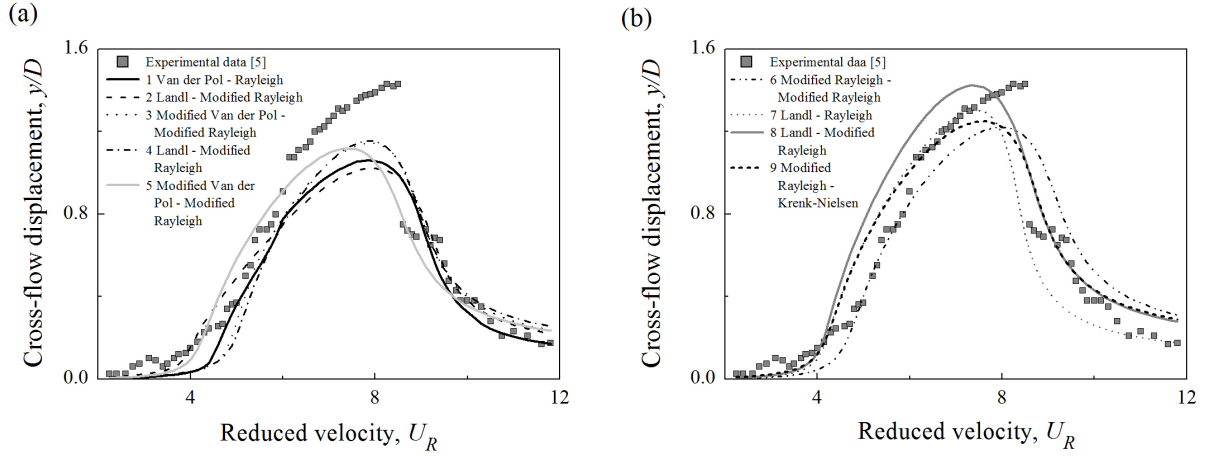 (a)
Cross-flow displacement, y/D
1.6
0.8
0.0
Experimental data [5]
1 Van der Pol - Rayleigh
2 Landl - Modified Rayleigh
3 Modified Van der Pol -
Modified Rayleigh
4 Landl - Modified
Rayleigh
5 Modified Van der
Pol - Modified
Rayleigh
4
8
12
Reduced velocity, U_R
(b)
Cross-flow displacement, y/D
1.6
0.8
0.0
Experimental daa [5]
6 Modified Rayleigh -
Modified Rayleigh
7 Landl - Rayleigh
8 Landl - Modified
Rayleigh
9 Modified
Rayleigh -
Krenk-Nielsen
4
8
12
Reduced velocity, U_R